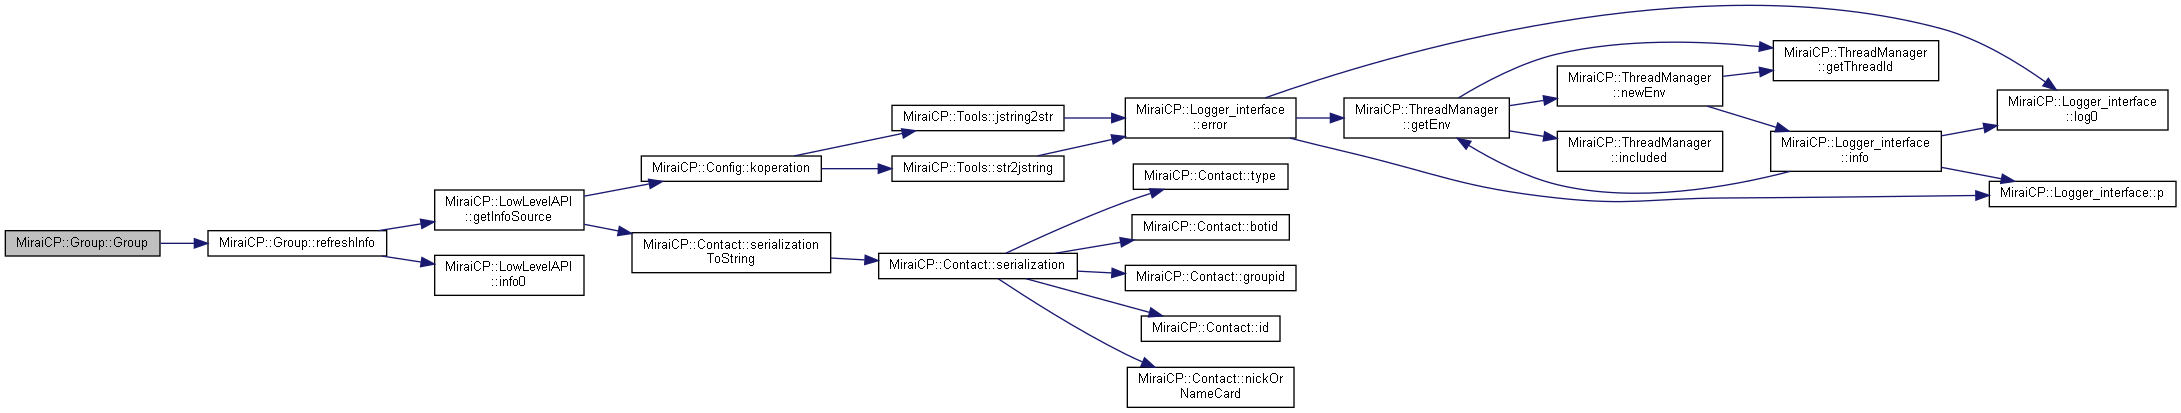 MiraiCP::Group::Group
MiraiCP::Group::refreshInfo
MiraiCP::LowLevelAPI
::getInfoSource
MiraiCP::LowLevelAPI
::info0
MiraiCP::Config::koperation
MiraiCP::Contact::serialization
ToString
MiraiCP::Tools::jstring2str
MiraiCP::Tools::str2jstring
MiraiCP::Contact::serialization
MiraiCP::Logger_interface
::error
MiraiCP::Contact::type
MiraiCP::Contact::botid
MiraiCP::Contact::groupid
MiraiCP::Contact::id
MiraiCP::Contact::nickOr
NameCard
MiraiCP::ThreadManager
::getEnv
MiraiCP::ThreadManager
::newEnv
MiraiCP::ThreadManager
::included
MiraiCP::ThreadManager
::getThreadId
MiraiCP::Logger_interface
::info
MiraiCP::Logger_interface
::log0
MiraiCP::Logger_interface::p